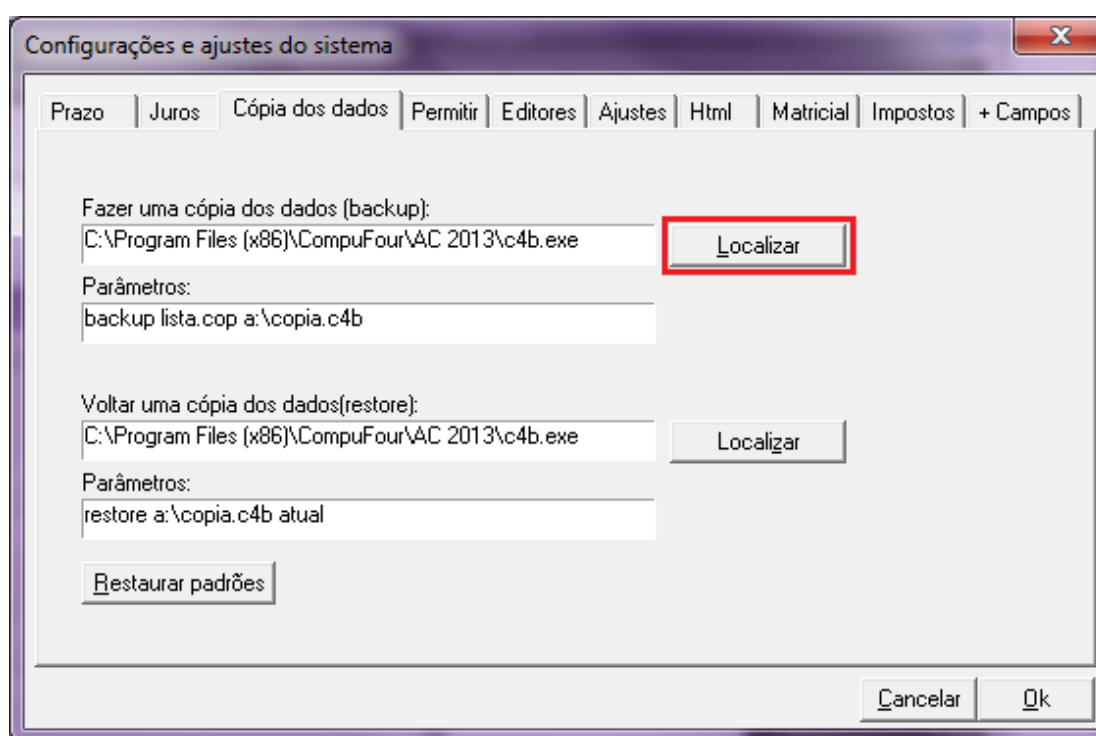 Configurações e ajustes do sistema
Prazo Juros Cópia dos dados Permitir Editores Ajustes Html Matricial Impostos + Campos
Fazer uma cópia dos dados (backup):
C:\Program Files (x86)\CompuFour\AC 2013\c4b.exe Localizar
Parâmetros:
backup lista.cop a:\copia.c4b
Voltar uma cópia dos dados(restore):
C:\Program Files (x86)\CompuFour\AC 2013\c4b.exe Localizar
Parâmetros:
restore a:\copia.c4b atual
Restaurar padrões
Cancelar Ok